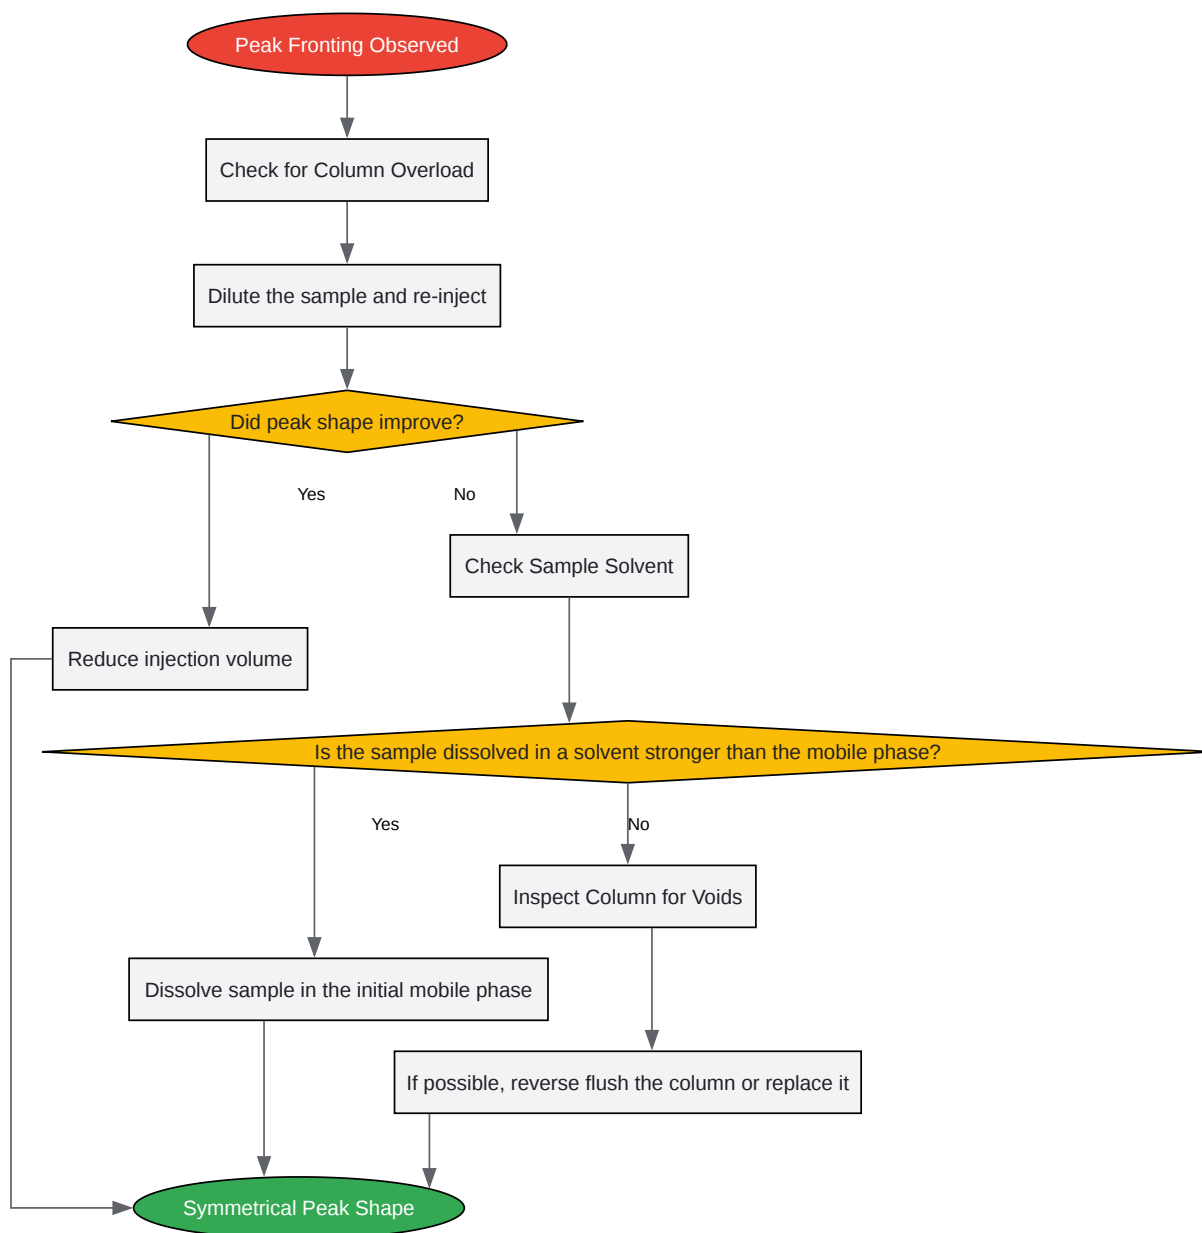 Peak Fronting Observed
Check for Column Overload
Dilute the sample and re-inject
Did peak shape improve?
Yes
No
Check Sample Solvent
Reduce injection volume
Is the sample dissolved in a solvent stronger than the mobile phase?
Yes
No
Inspect Column for Voids
Dissolve sample in the initial mobile phase
If possible, reverse flush the column or replace it
Symmetrical Peak Shape